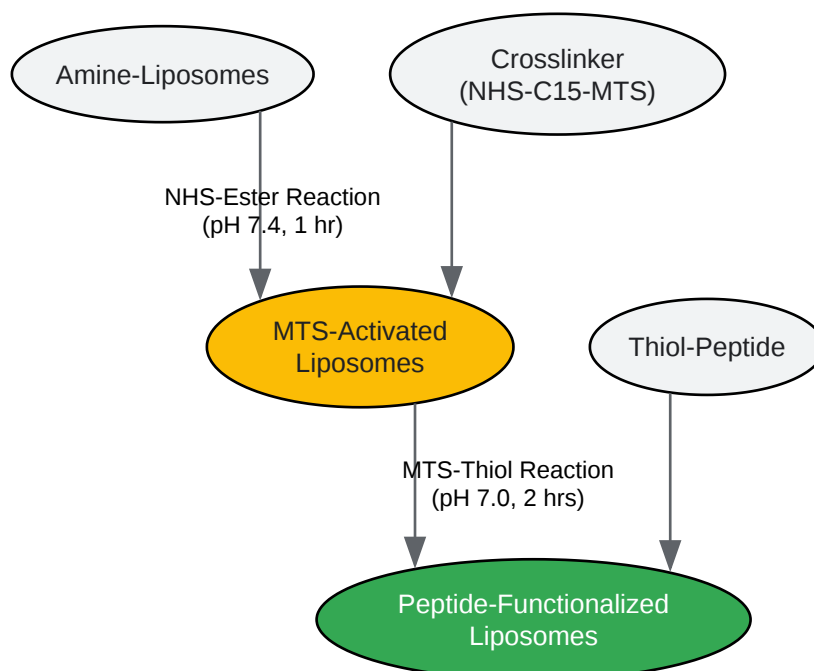 Amine-Liposomes
Crosslinker
(NHS-C15-MTS)
NHS-Ester Reaction
(pH 7.4, 1 hr)
MTS-Activated
Liposomes
Thiol-Peptide
MTS-Thiol Reaction
(pH 7.0, 2 hrs)
Peptide-Functionalized
Liposomes